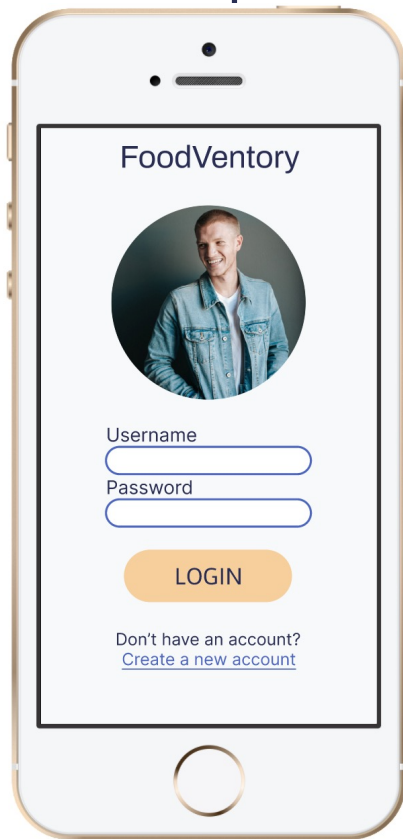 FoodVentory
Username
Password
LOGIN
Don't have an account?
Create a new account